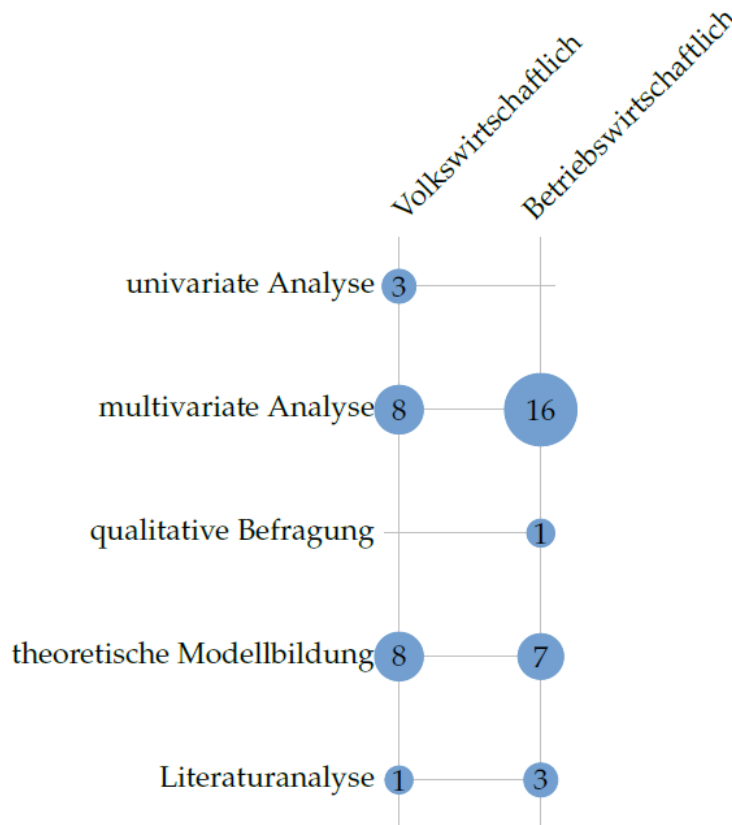 Volkswirtschaftlich
Betriebswirtschaftlich
univariate Analyse 3
multivariate Analyse 8 16
qualitative Befragung 1
theoretische Modellbildung 8 7
Literaturanalyse 1 3